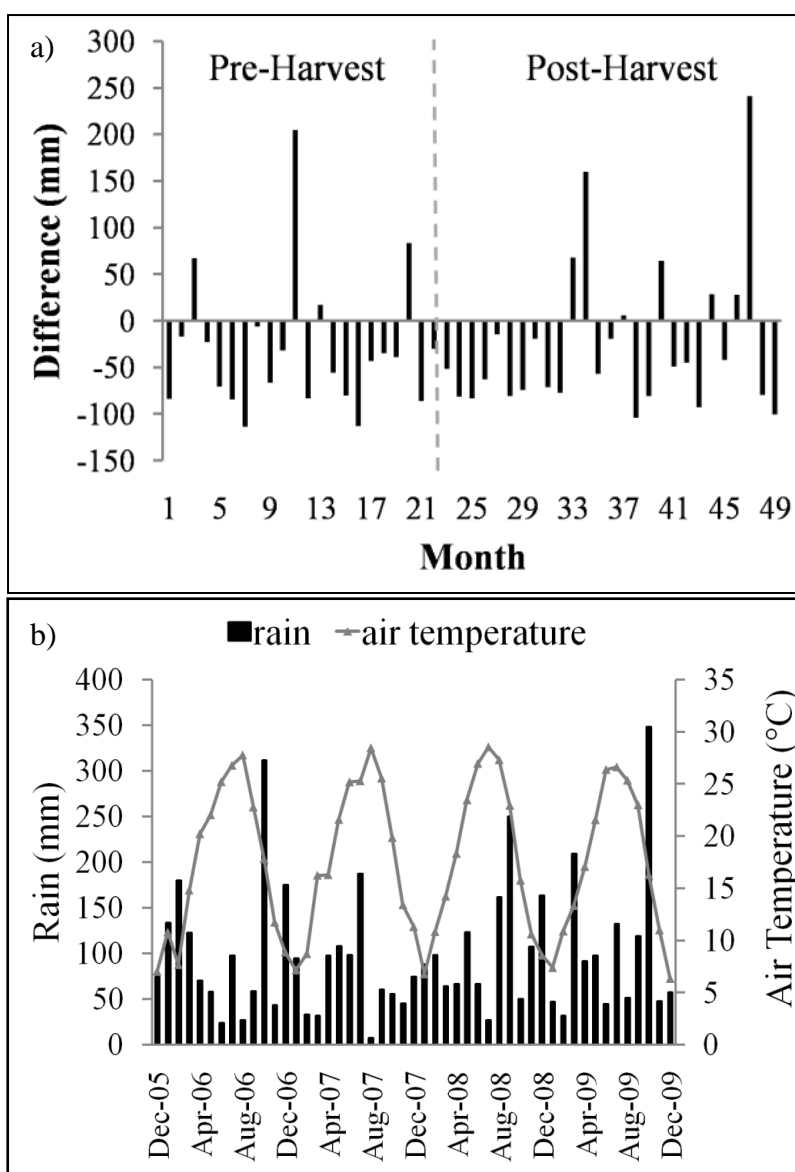 a)
Pre-Harvest Post-Harvest
Difference (mm)
300
250
200
150
100
50
0
-50
-100
-150
1 5 9 13 17 21 25 29 33 37 41 45 49
Month
b)
rain air temperature
Rain (mm)
400
350
300
250
200
150
100
50
0
35
30
25
20
15
10
5
0
Air Temperature (°C)
Dec-05
Apr-06
Aug-06
Dec-06
Apr-07
Aug-07
Dec-07
Apr-08
Aug-08
Dec-08
Apr-09
Aug-09
Dec-09